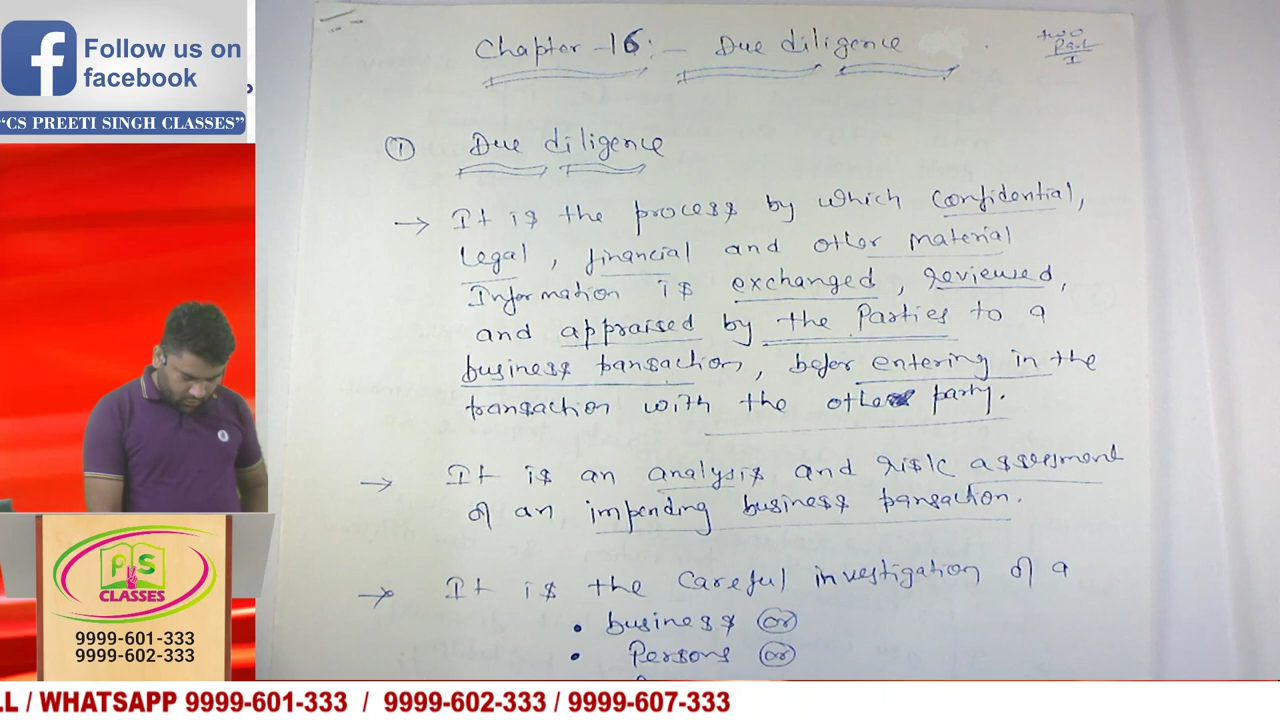 Follow us on
facebook
"CS PREETI SINGH CLASSES"
Chapter -16:- Due diligence
two
Part
I
① Due diligence
→ It is the process by which confidential,
legal, financial and other material
Information is exchanged, reviewed,
and appraised by the Parties to a
business transaction, befor entering in the
transaction with the other party.
→ It is an analysis and risk assessment
of an impending business transaction.
→ It is the careful investigation of a
• business or
• Persons or
PS
CLASSES
9999-601-333
9999-602-333
LL / WHATSAPP 9999-601-333 / 9999-602-333 / 9999-607-333